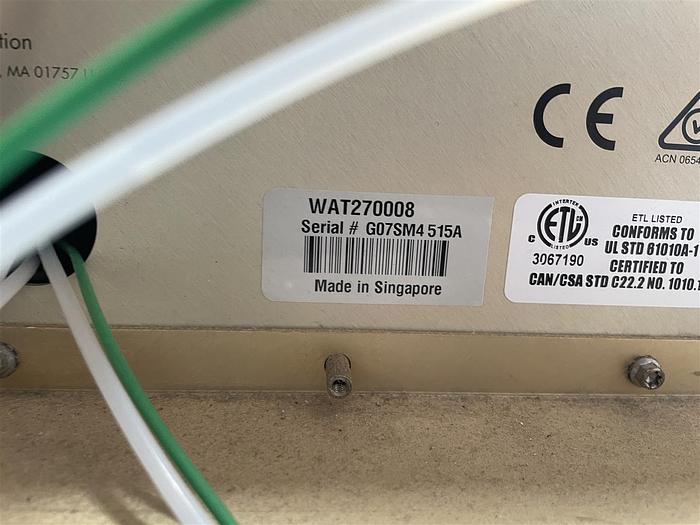 tion
, MA 01757 U
CE
ACN 0654
WAT270008
Serial # G07SM4 515A
Made in Singapore
INTERTEK
ETL CM
LISTED
C US
3067190
ETL LISTED
CONFORMS TO
UL STD 61010A-1
CERTIFIED TO
CAN/CSA STD C22.2 NO. 1010.1